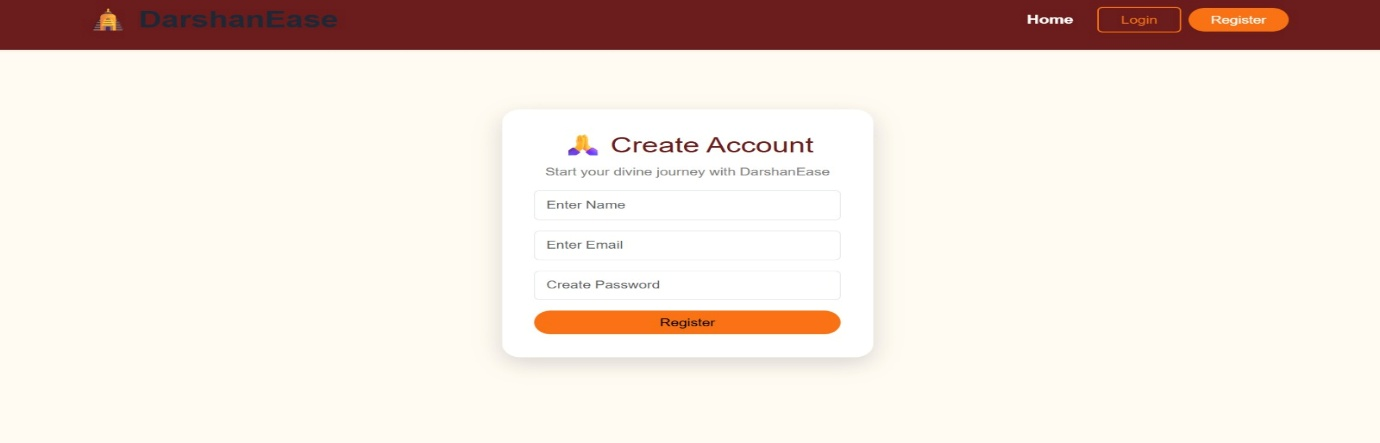 DarshanEase Home Login Register
Create Account
Start your divine journey with DarshanEase
Enter Name
Enter Email
Create Password
Register